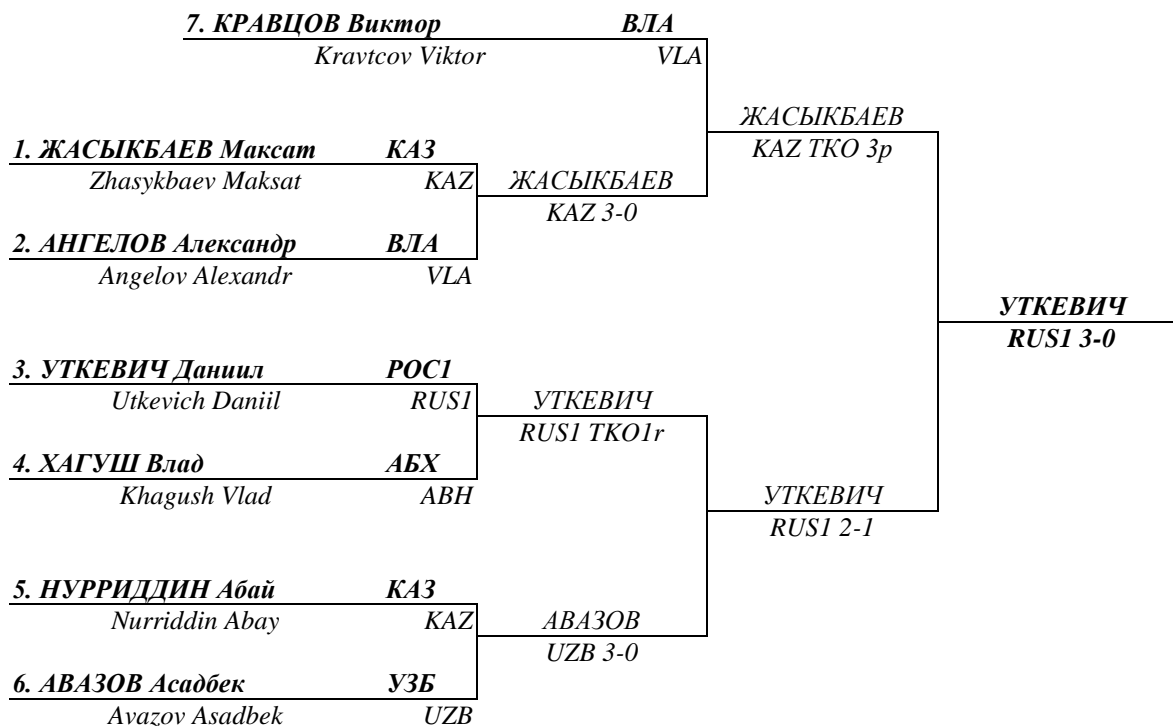 7. КРАВЦОВ Виктор ВЛА
Kravtcov Viktor VLA
ЖАСЫКБАЕВ
KAZ TKO 3р
1. ЖАСЫКБАЕВ Максат КАЗ
Zhasykbaev Maksat KAZ
ЖАСЫКБАЕВ
KAZ 3-0
2. АНГЕЛОВ Александр ВЛА
Angelov Alexandr VLA
УТКЕВИЧ
RUS1 3-0
3. УТКЕВИЧ Даниил РОС1
Utkevich Daniil RUS1
УТКЕВИЧ
RUS1 TKO1r
4. ХАГУШ Влад АБХ
Khagush Vlad ABH
УТКЕВИЧ
RUS1 2-1
5. НУРРИДДИН Абай КАЗ
Nurriddin Abay KAZ
АВАЗОВ
UZB 3-0
6. АВАЗОВ Асадбек УЗБ
Avazov Asadbek UZB